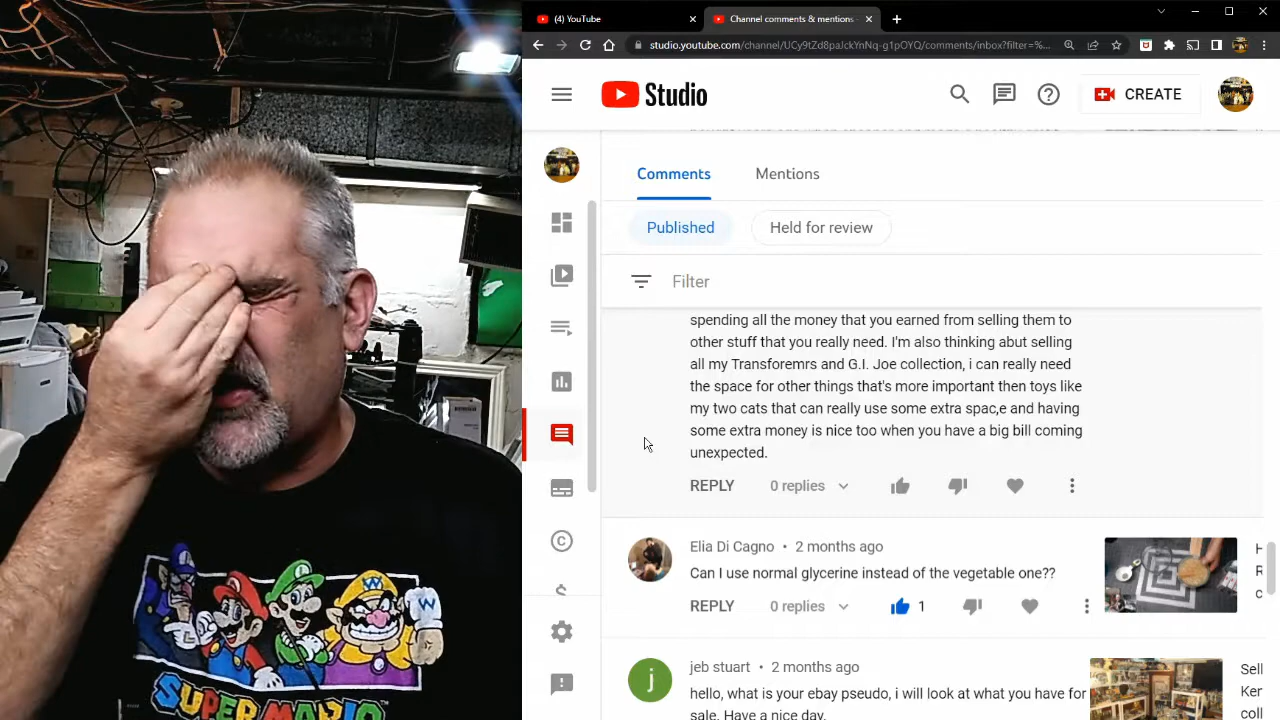 (4) YouTube
Channel comments & mentions
studio.youtube.com/channel/UCy9tZd8paJckYnNq-g1pOYQ/comments/inbox?filter=%...
Studio
CREATE
Comments
Mentions
Published
Held for review
Filter
spending all the money that you earned from selling them to
other stuff that you really need. I'm also thinking abut selling
all my Transforemrs and G.I. Joe collection, i can really need
the space for other things that's more important then toys like
my two cats that can really use some extra spac,e and having
some extra money is nice too when you have a big bill coming
unexpected.
REPLY 0 replies
Elia Di Cagno • 2 months ago
Can I use normal glycerine instead of the vegetable one??
REPLY 0 replies 1
H
R
c
j
jeb stuart • 2 months ago
hello, what is your ebay pseudo, i will look at what you have for
sale. Have a nice day.
Sell
Ker
coll
W
SUPER MARIO